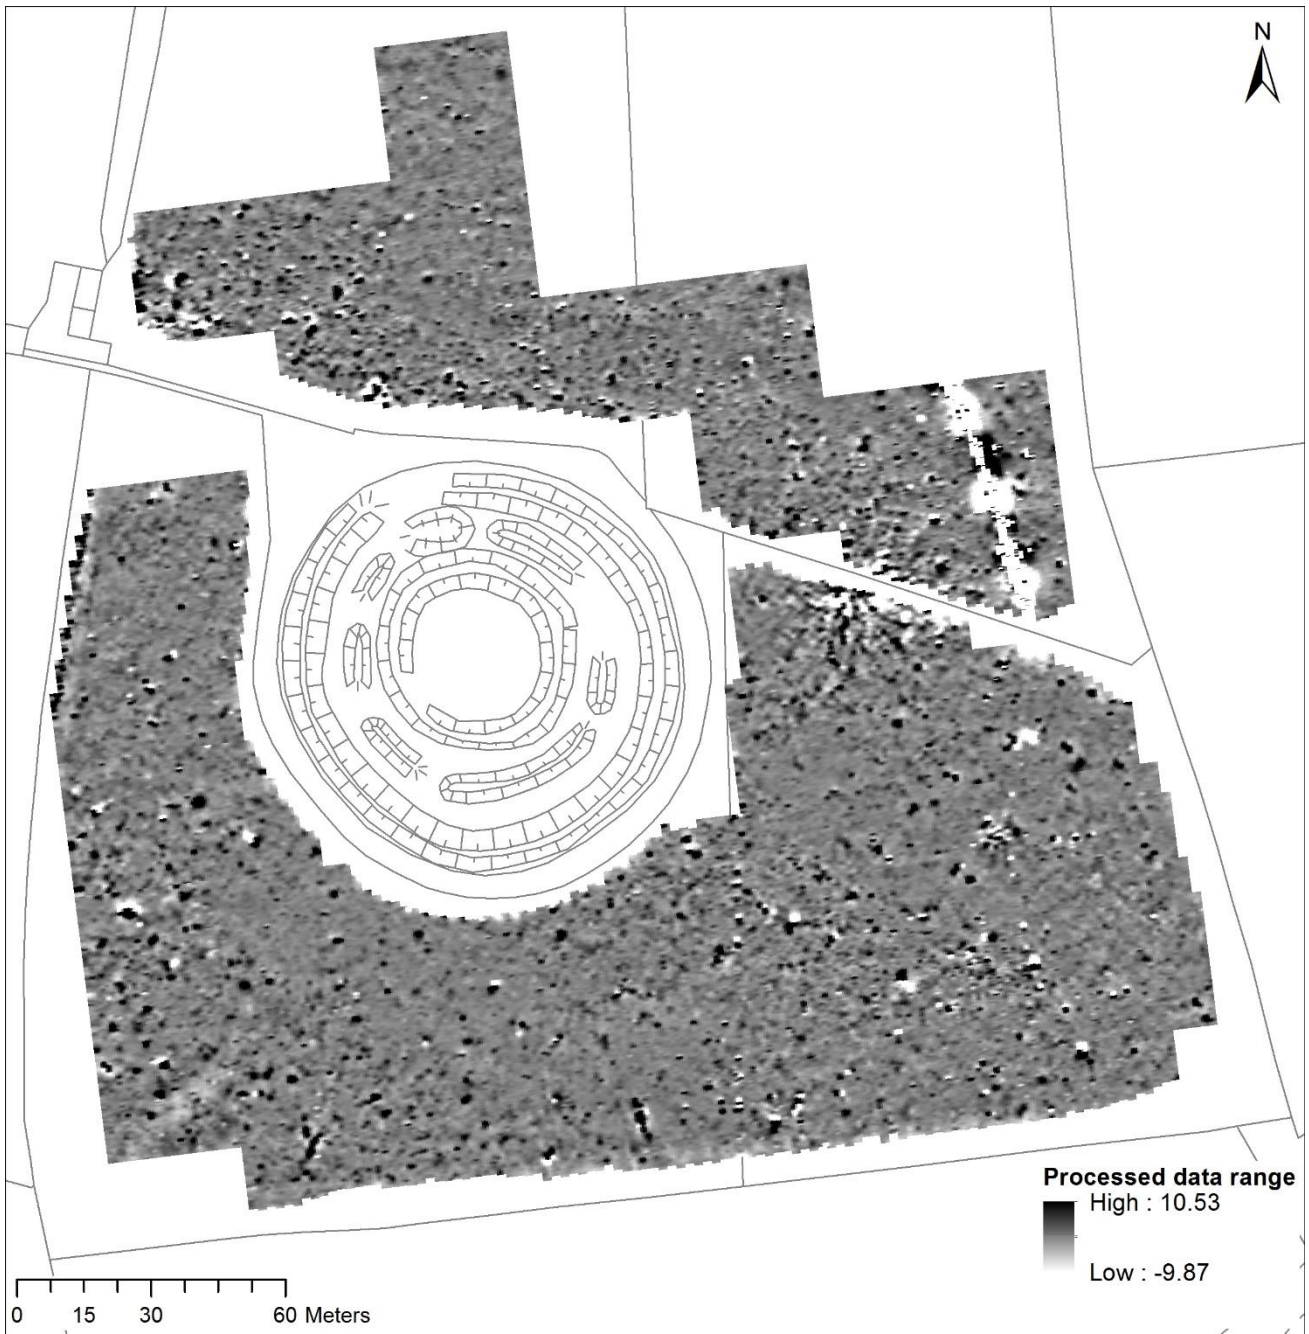 N
Processed data range
High : 10.53
Low : -9.87
0 15 30 60 Meters